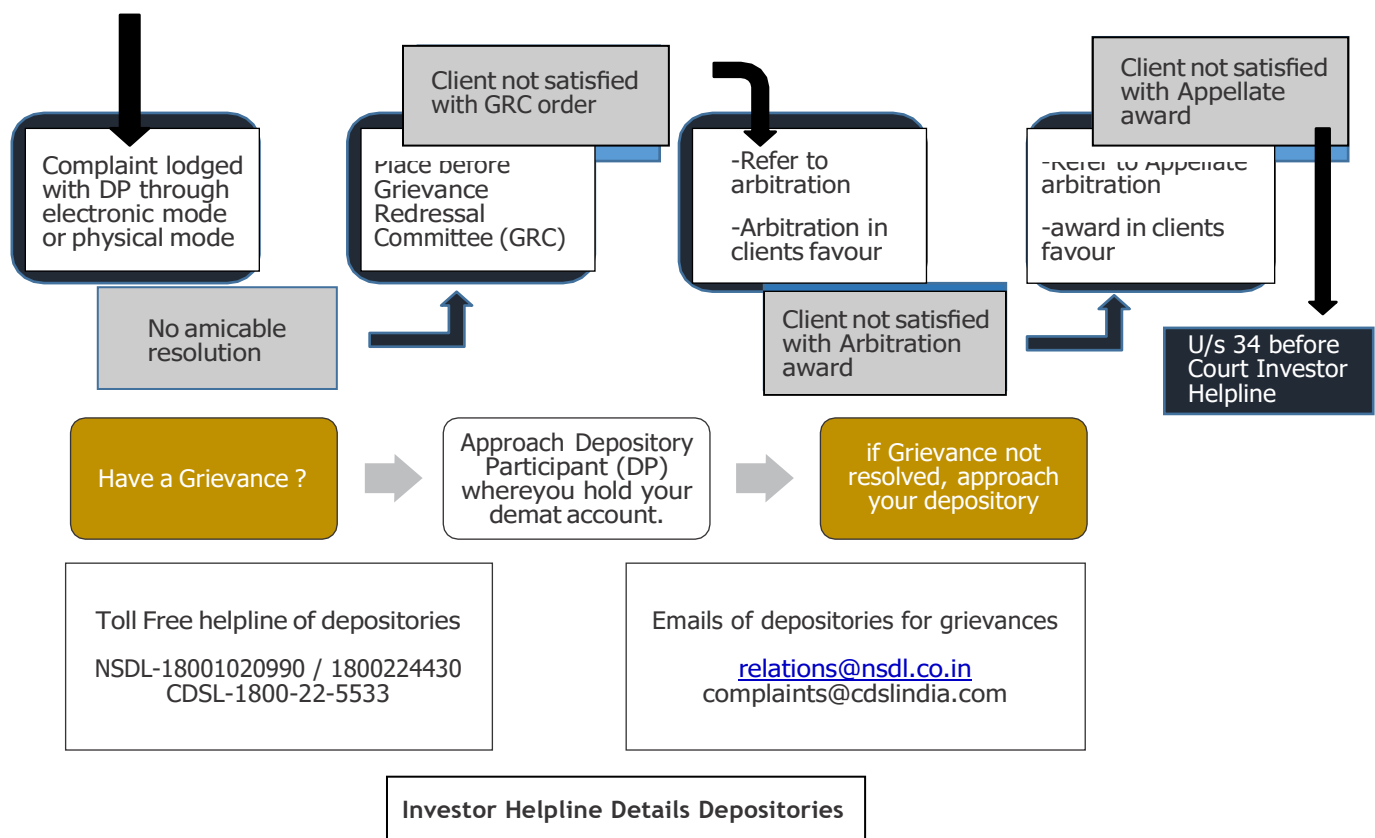 Complaint lodged
with DP through
electronic mode
or physical mode
No amicable
resolution
Place before
Grievance
Redressal
Committee (GRC)
Client not satisfied
with GRC order
-Refer to
arbitration
-Arbitration in
clients favour
Client not satisfied
with Arbitration
award
-Refer to Appellate
arbitration
-award in clients
favour
Client not satisfied
with Appellate
award
U/s 34 before
Court Investor
Helpline
Have a Grievance ?
Approach Depository
Participant (DP)
whereyou hold your
demat account.
if Grievance not
resolved, approach
your depository
Toll Free helpline of depositories
NSDL-18001020990 / 1800224430
CDSL-1800-22-5533
Emails of depositories for grievances
relations@nsdl.co.in
complaints@cdslindia.com
Investor Helpline Details Depositories